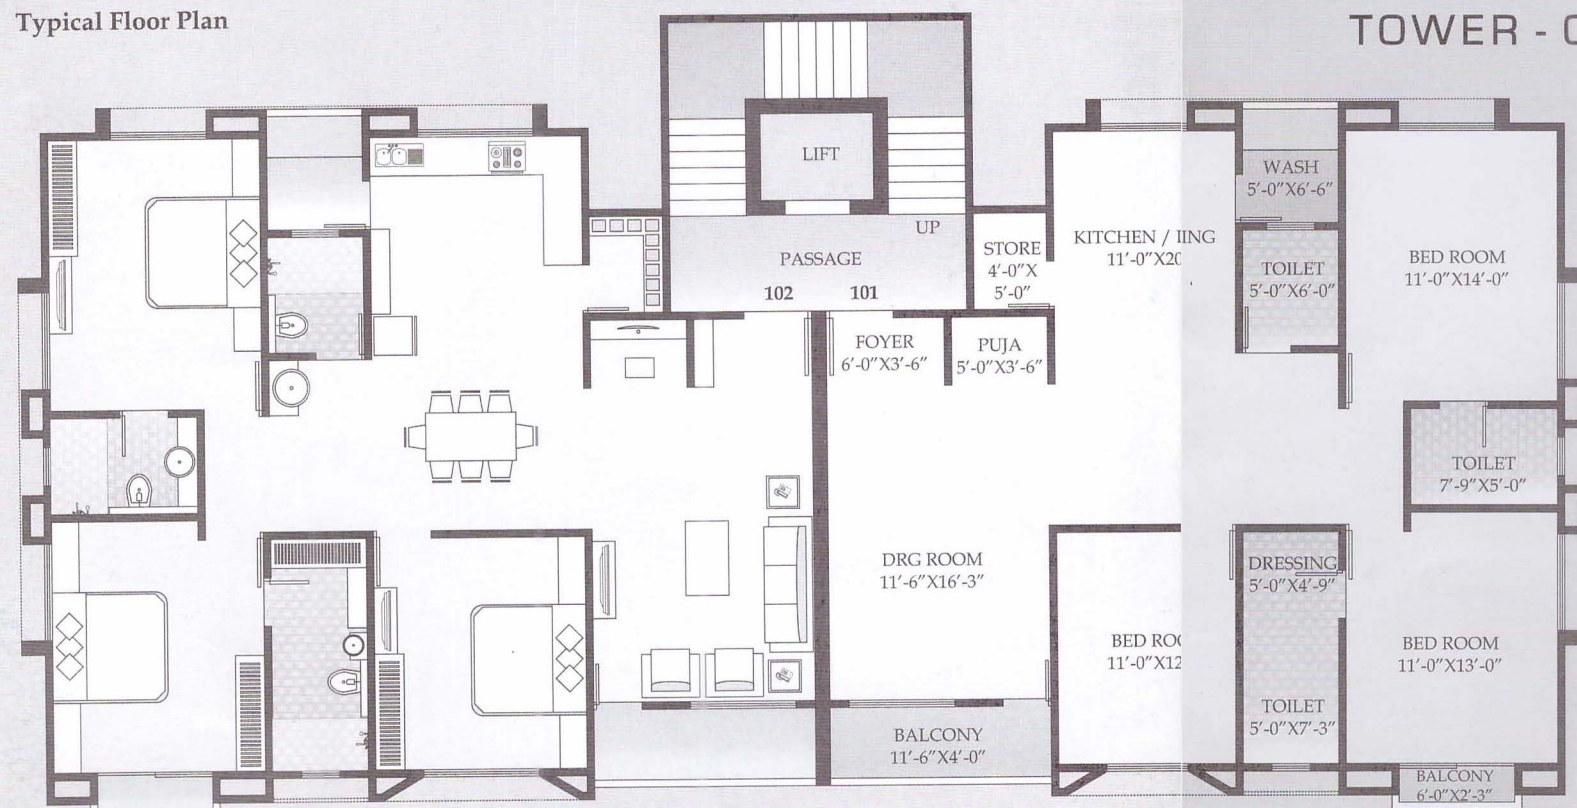 Typical Floor Plan
TOWER -
LIFT
UP
PASSAGE
102 101
STORE
4'-0"X
5'-0"
KITCHEN / IING
11'-0"X20
WASH
5'-0"X6'-6"
TOILET
5'-0"X6'-0"
BED ROOM
11'-0"X14'-0"
FOYER
6'-0"X3'-6"
PUJA
5'-0"X3'-6"
TOILET
7'-9"X5'-0"
DRG ROOM
11'-6"X16'-3"
DRESSING
5'-0"X4'-9"
BED ROO
11'-0"X12
BED ROOM
11'-0"X13'-0"
TOILET
5'-0"X7'-3"
BALCONY
11'-6"X4'-0"
BALCONY
6'-0"X2'-3"